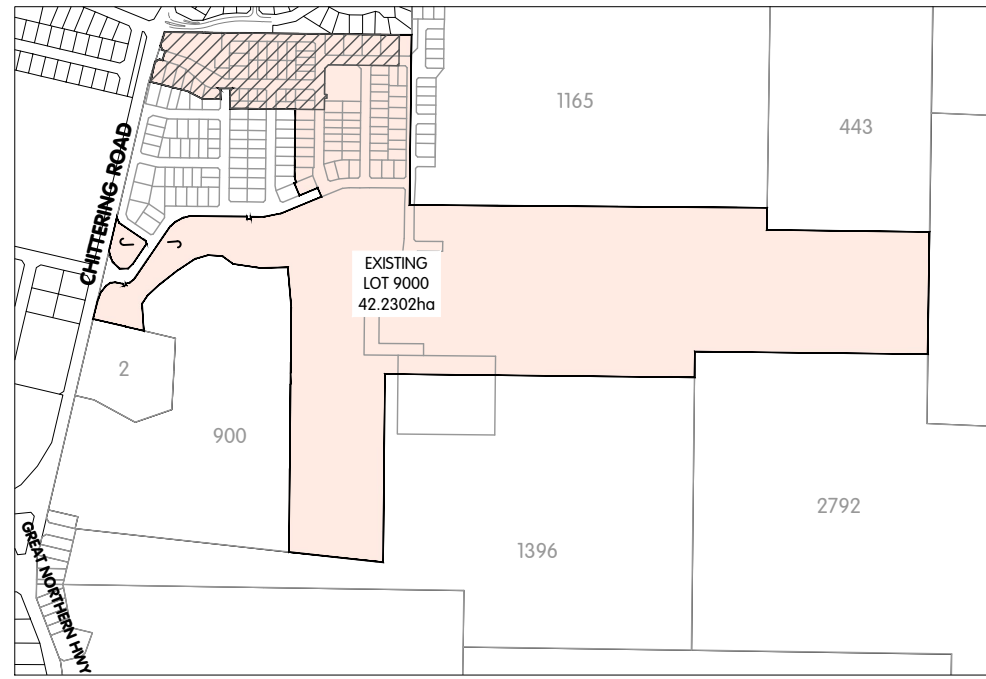 1165
443
CHITTERING ROAD
EXISTING
LOT 9000
42.2302ha
2
900
2792
1396
GREAT NORTHERN HWY